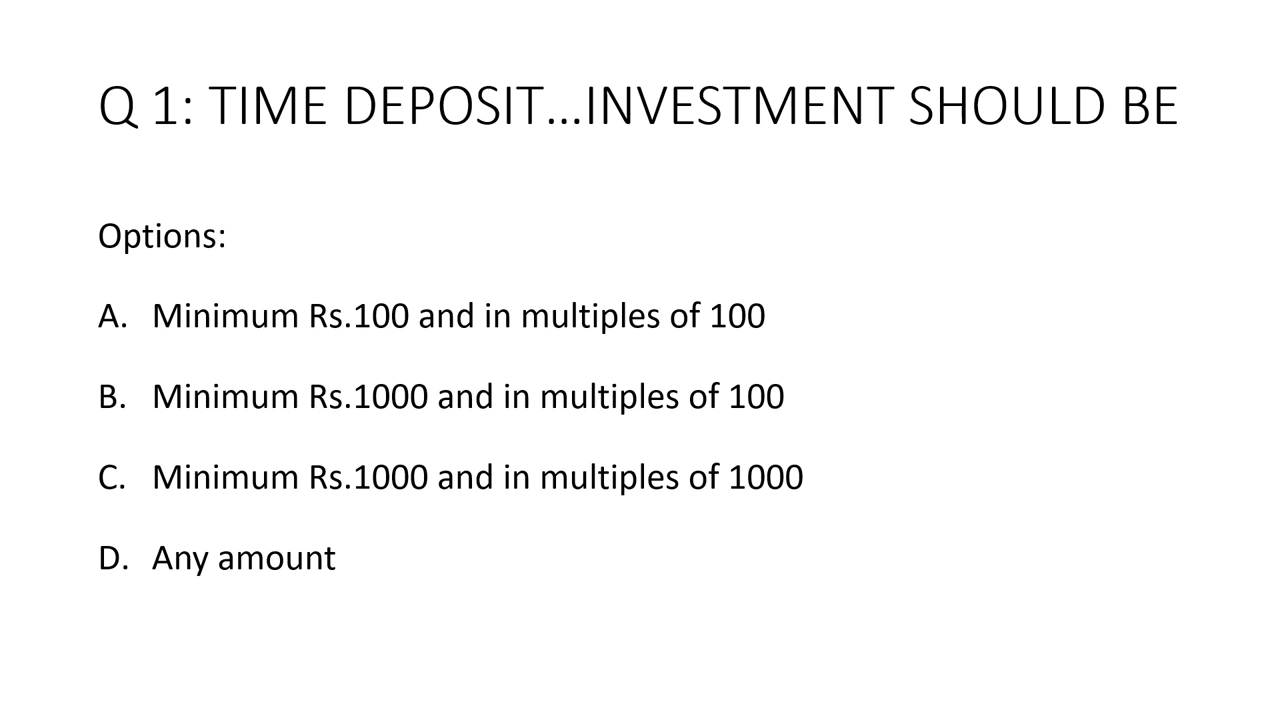 Q 1: TIME DEPOSIT...INVESTMENT SHOULD BE
Options:
A. Minimum Rs.100 and in multiples of 100
B. Minimum Rs.1000 and in multiples of 100
C. Minimum Rs.1000 and in multiples of 1000
D. Any amount